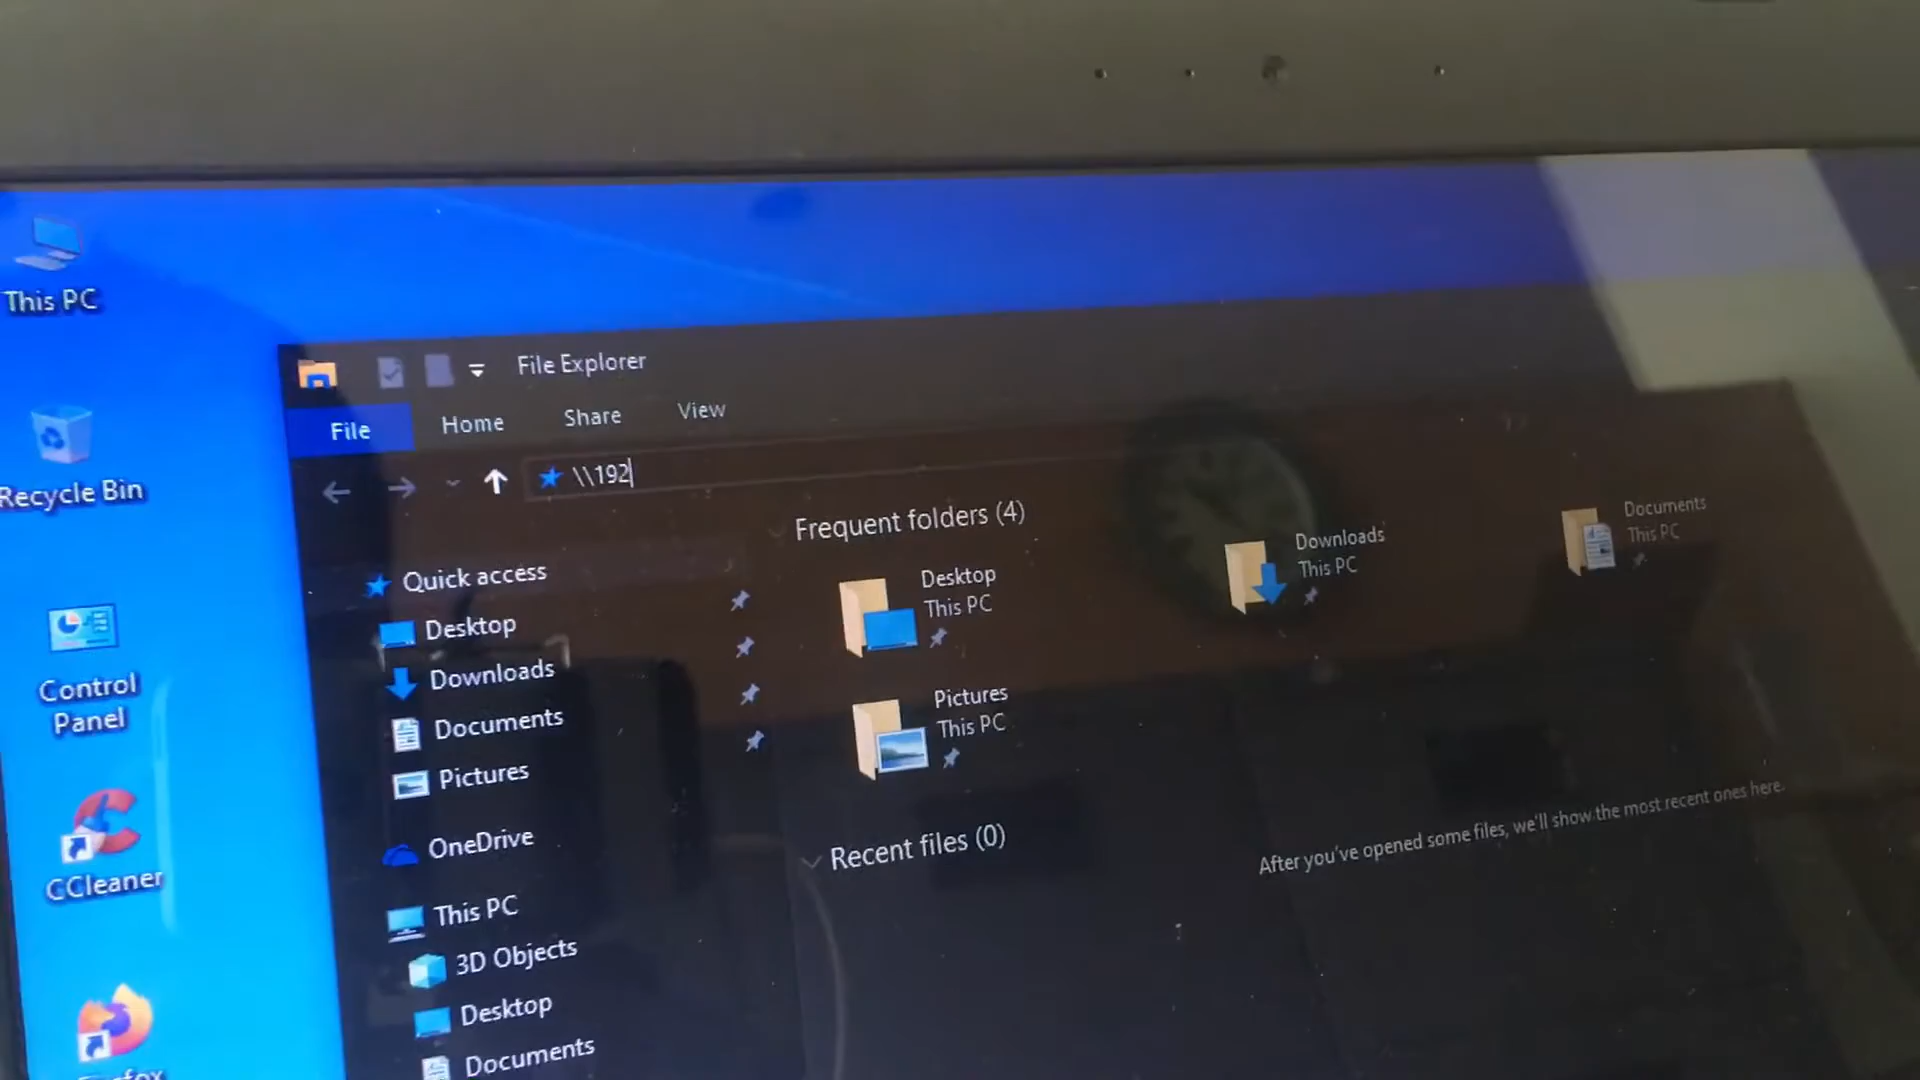 This PC
Recycle Bin
Control
Panel
CCleaner
File Explorer
File
Home
Share
View
\\192
Quick access
Desktop
Downloads
Documents
Pictures
OneDrive
This PC
3D Objects
Desktop
Documents
Frequent folders (4)
Desktop
This PC
Downloads
This PC
Documents
This PC
Pictures
This PC
Recent files (0)
After you've opened some files, we'll show the most recent ones here.